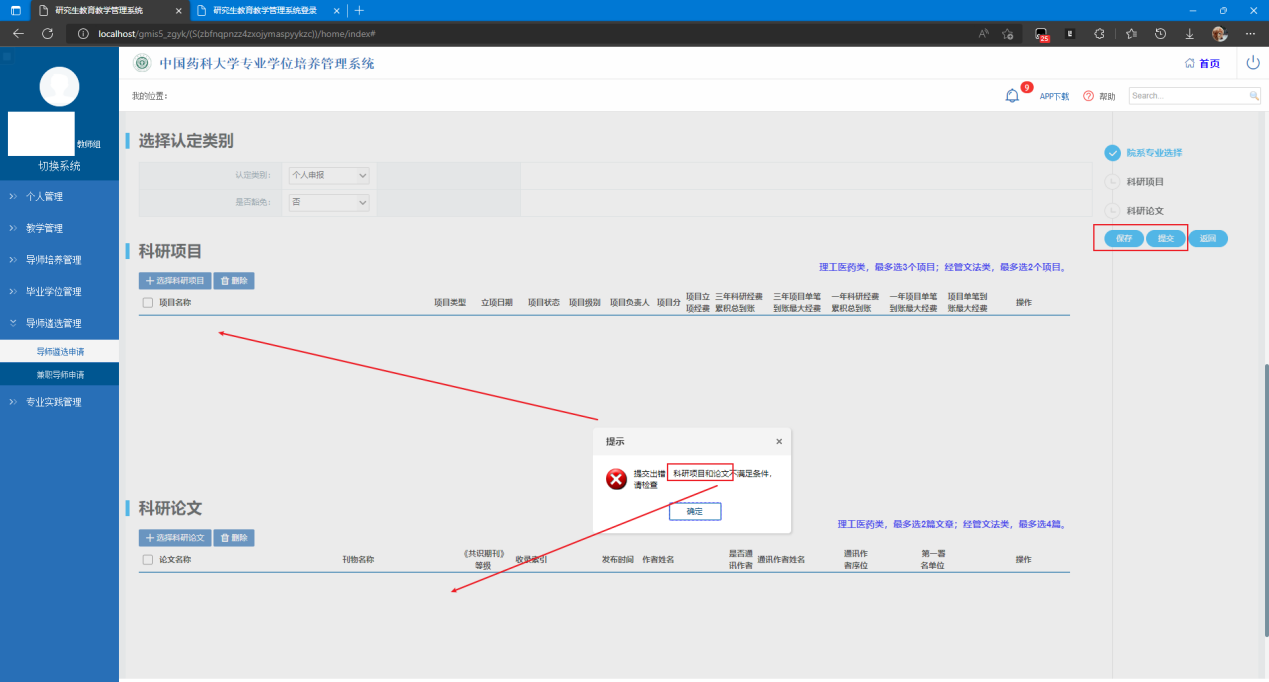 研究生教育教学管理系统
研究生教育教学管理系统登录
localhost/gmis5_zgyk/(S(zbfnqpnzz4zxojymaspyykzc))/home/index#
25
中国药科大学专业学位培养管理系统
首页
我的位置:
9
APP下载
帮助
Search...
教师组
切换系统
个人管理
教学管理
导师培养管理
毕业学位管理
导师遴选管理
导师遴选申请
兼职导师申请
专业实践管理
选择认定类别
认定类别:
个人申报
是否豁免:
否
院系专业选择
科研项目
科研论文
保存
提交
返回
科研项目
理工医药类，最多选3个项目；经管文法类，最多选2个项目。
选择科研项目
删除
项目名称
项目类型
立项日期
项目状态
项目级别
项目负责人
项目分
项目立项经费
三年科研经费累积总到账
三年项目单笔到账最大经费
一年科研经费累积总到账
一年项目单笔到账最大经费
项目单笔到账最大经费
操作
提示
提交出错:科研项目和论文不满足条件,
请检查
确定
科研论文
理工医药类，最多选2篇文章；经管文法类，最多选4篇。
选择科研论文
删除
论文名称
刊物名称
《共识期刊》等级
收录索引
发布时间
作者姓名
是否通讯作者
通讯作者姓名
通讯作者序位
第一署名单位
操作